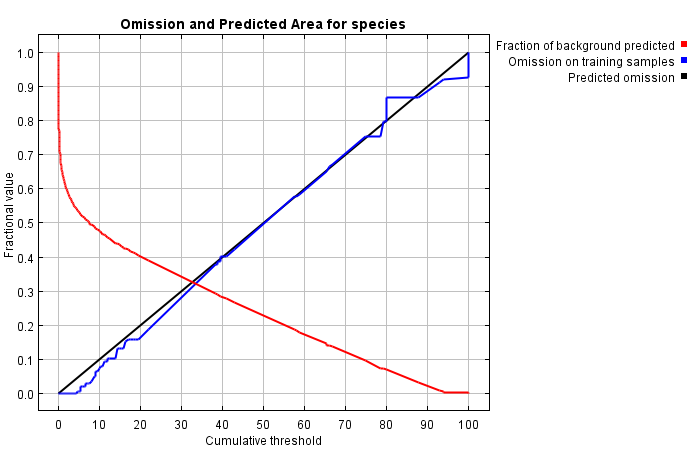 Omission and Predicted Area for species
Fraction of background predicted
Omission on training samples
Predicted omission
Fractional value
1.0
0.9
0.8
0.7
0.6
0.5
0.4
0.3
0.2
0.1
0.0
0 10 20 30 40 50 60 70 80 90 100
Cumulative threshold